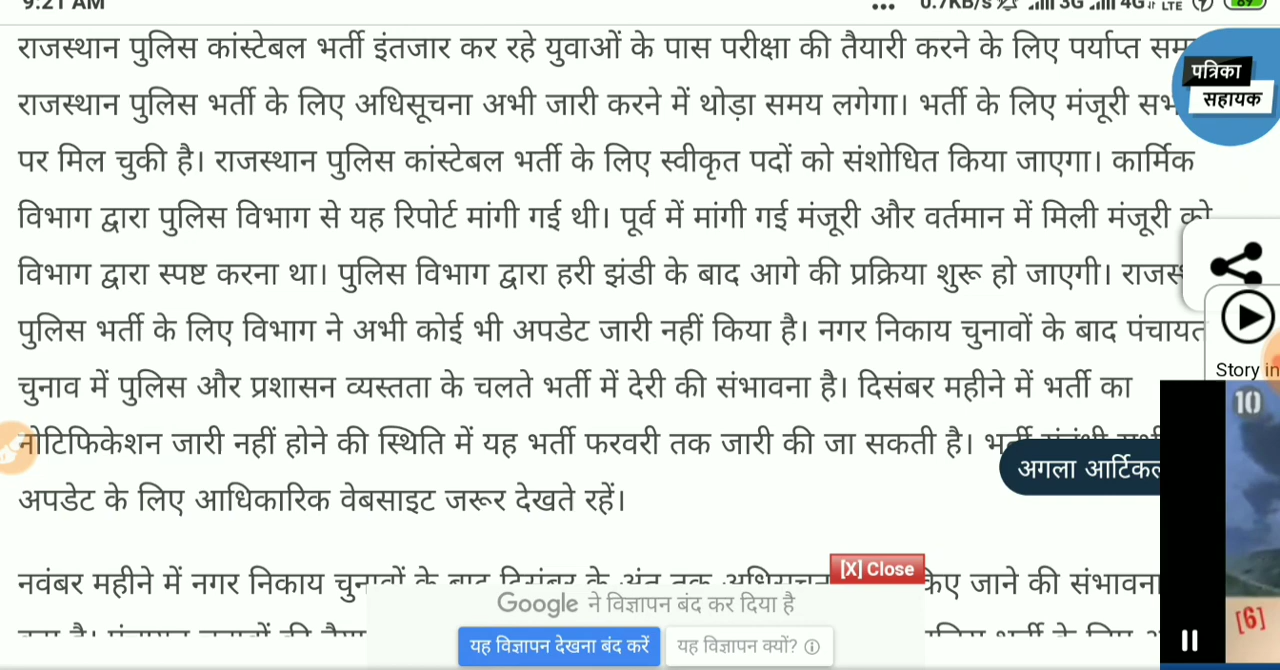 9:21 AM
... 0.7KB/s 3G 4G LTE 89
राजस्थान पुलिस कांस्टेबल भर्ती इंतजार कर रहे युवाओं के पास परीक्षा की तैयारी करने के लिए पर्याप्त
पत्रिका
सहायक
राजस्थान पुलिस भर्ती के लिए अधिसूचना अभी जारी करने में थोड़ा समय लगेगा। भर्ती के लिए मंजूरी
पर मिल चुकी है। राजस्थान पुलिस कांस्टेबल भर्ती के लिए स्वीकृत पदों को संशोधित किया जाएगा। कार्मिक
विभाग द्वारा पुलिस विभाग से यह रिपोर्ट मांगी गई थी। पूर्व में मांगी गई मंजूरी और वर्तमान में मिली मंजूरी को
विभाग द्वारा स्पष्ट करना था। पुलिस विभाग द्वारा हरी झंडी के बाद आगे की प्रक्रिया शुरू हो जाएगी।
पुलिस भर्ती के लिए विभाग ने अभी कोई भी अपडेट जारी नहीं किया है। नगर निकाय चुनावों के बाद पंचायत
Story in
चुनाव में पुलिस और प्रशासन व्यस्तता के चलते भर्ती में देरी की संभावना है। दिसंबर महीने में भर्ती का
10
नोटिफिकेशन जारी नहीं होने की स्थिति में यह भर्ती फरवरी तक जारी की जा सकती है।
अगला आर्टिकल
अपडेट के लिए आधिकारिक वेबसाइट जरूर देखते रहें।
नवंबर महीने में नगर निकाय चुनावों के बाद दिसंबर के अंत तक किए जाने की संभावना
[X] Close
Google ने विज्ञापन बंद कर दिया है
यह विज्ञापन देखना बंद करें
यह विज्ञापन क्यों?
[6]